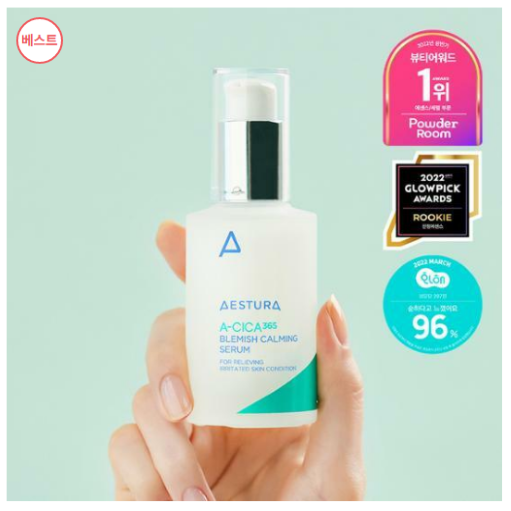 베스트
뷰티어워드
1위
Powder
Room
2022
GLOWPICK
AWARDS
ROOKIE
2022 MARCH
96%
AESTURA
A-CICA365
BLEMISH CALMING
SERUM
FOR RELIEVING
IRRITATED SKIN CONDITION